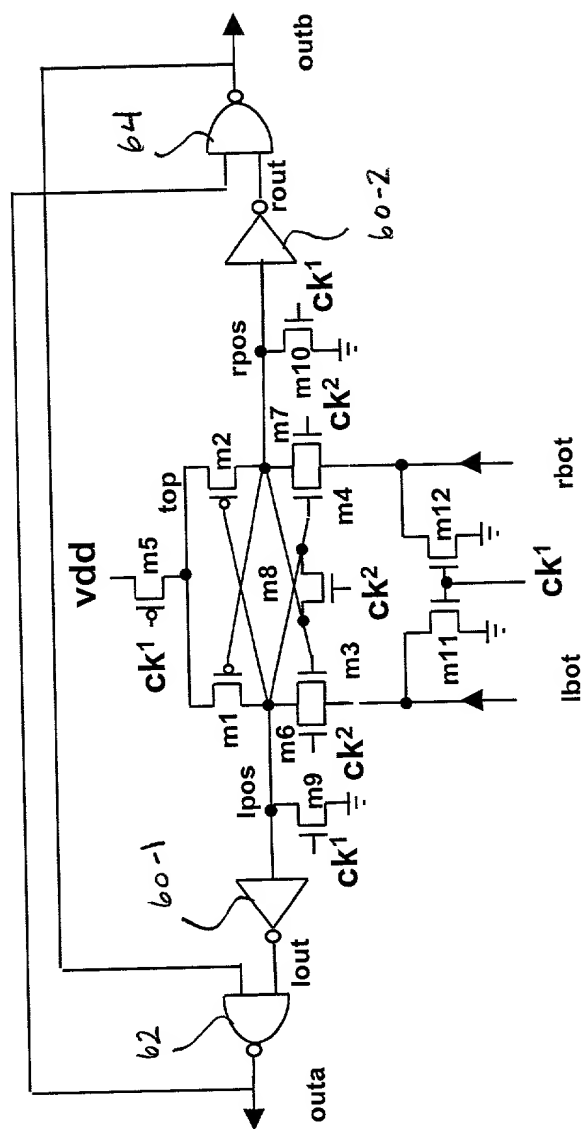 outa
62
lout
60-1
lpos
ck¹
m9
m6
ck²
m1
m3
lbot
ck¹
m5
vdd
top
m8
ck²
m11
ck¹
m12
m2
m7
ck²
m4
rbot
rpos
m10
ck¹
60-2
rout
64
outb